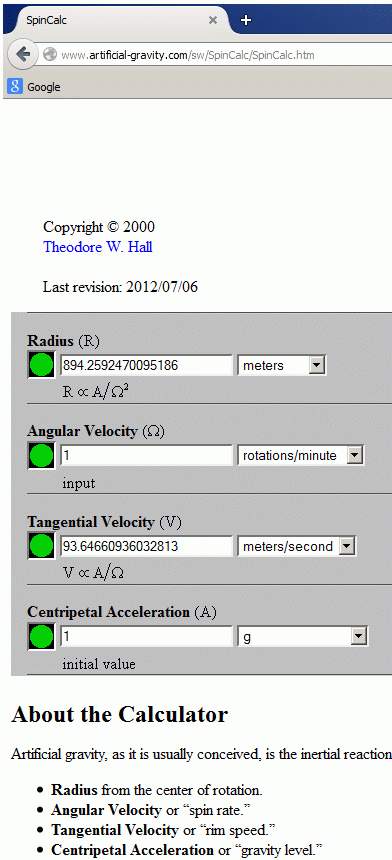 SpinCalc
www.artificial-gravity.com/sw/SpinCalc/SpinCalc.htm
Google
Copyright © 2000
Theodore W. Hall
Last revision: 2012/07/06
Radius (R)
894.2592470095186 meters
R ∝ A/Ω²
Angular Velocity (Ω)
1 rotations/minute
input
Tangential Velocity (V)
93.64660936032813 meters/second
V ∝ A/Ω
Centripetal Acceleration (A)
1 g
initial value
About the Calculator
Artificial gravity, as it is usually conceived, is the inertial reaction
• Radius from the center of rotation.
• Angular Velocity or “spin rate.”
• Tangential Velocity or “rim speed.”
• Centripetal Acceleration or “gravity level.”